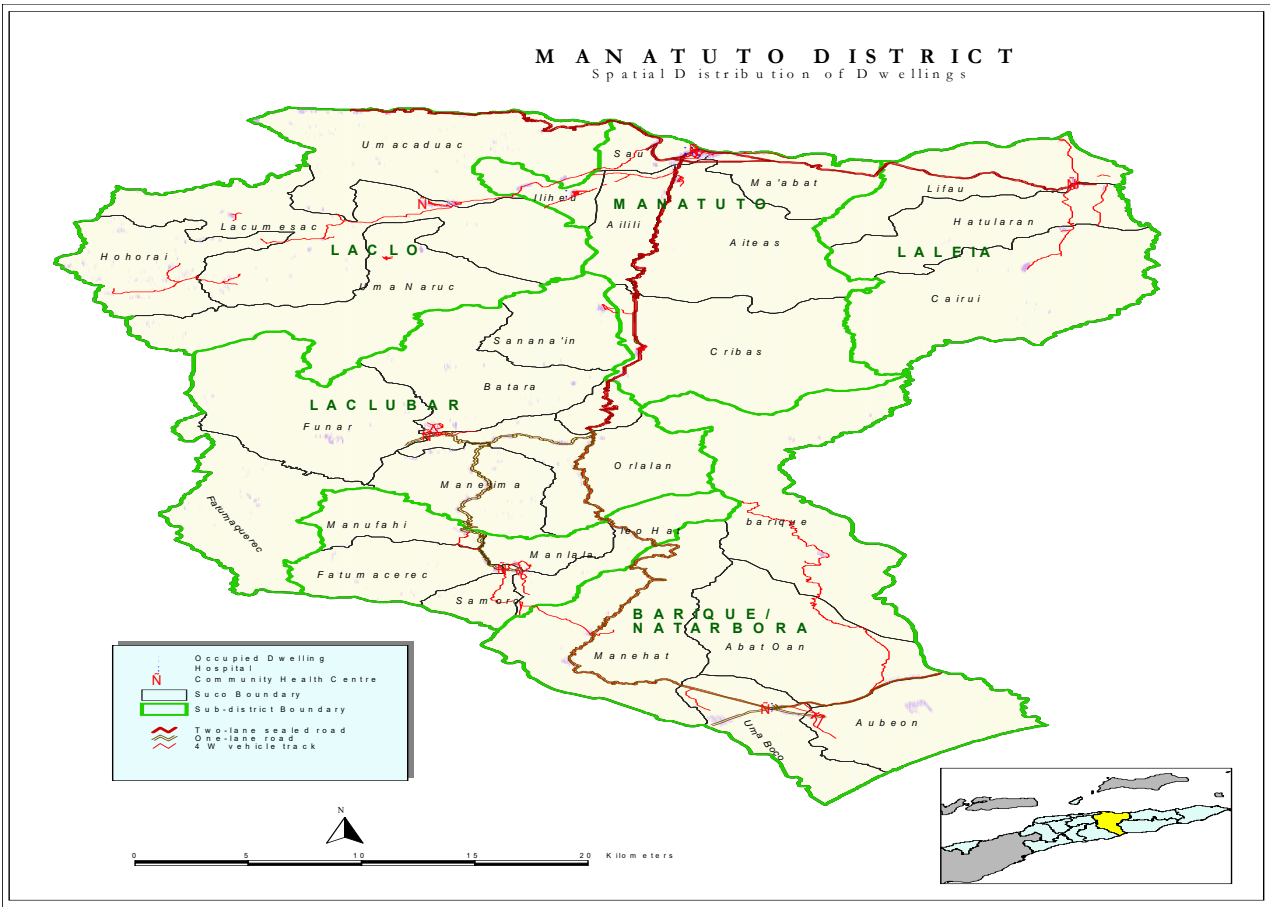 MANATUTO DISTRICT
Spatial Distribution of Dwellings
Umacaduac
Sau
Ma'abat
Lifau
Iliheu
MANATUTO
Hatularan
Lacumesac
Ailili
Aiteas
LACLO
LALEIA
Hohorai
Uma Naruc
Cairui
Sanana'in
Cribas
Batara
LACLUBAR
Funar
Orlalan
Manelima
Fatumaquerec
Manufahi
barique
Manlala
Fatumacerec
Samoro
BARIQUE/
NATARBORA
Manehat
AbatOan
Uma Boco
Aubeon
Occupied Dwelling
Hospital
Ñ Community Health Centre
Suco Boundary
Sub-district Boundary
Two-lane sealed road
One-lane road
4W vehicle track
N
0 5 10 15 20 Kilometers